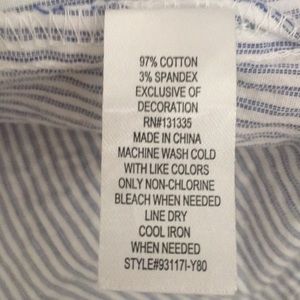 97% COTTON
3% SPANDEX
EXCLUSIVE OF
DECORATION
RN#131335
MADE IN CHINA
MACHINE WASH COLD
WITH LIKE COLORS
ONLY NON-CHLORINE
BLEACH WHEN NEEDED
LINE DRY
COOL IRON
WHEN NEEDED
STYLE#93117I-Y80